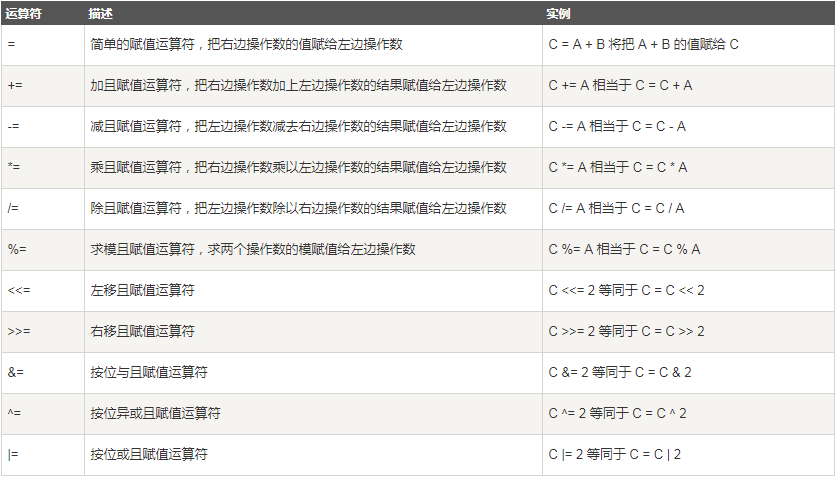 运算符 描述 实例
= 简单的赋值运算符，把右边操作数的值赋给左边操作数 C = A + B 将把 A + B 的值赋给 C
+= 加且赋值运算符，把右边操作数加上左边操作数的结果赋值给左边操作数 C += A 相当于 C = C + A
-= 减且赋值运算符，把左边操作数减去右边操作数的结果赋值给左边操作数 C -= A 相当于 C = C - A
*= 乘且赋值运算符，把右边操作数乘以左边操作数的结果赋值给左边操作数 C *= A 相当于 C = C * A
/= 除且赋值运算符，把左边操作数除以右边操作数的结果赋值给左边操作数 C /= A 相当于 C = C / A
%= 求模且赋值运算符，求两个操作数的模赋值给左边操作数 C %= A 相当于 C = C % A
<<= 左移且赋值运算符 C <<= 2 等同于 C = C << 2
>>= 右移且赋值运算符 C >>= 2 等同于 C = C >> 2
&= 按位与且赋值运算符 C &= 2 等同于 C = C & 2
^= 按位异或且赋值运算符 C ^= 2 等同于 C = C ^ 2
|= 按位或且赋值运算符 C |= 2 等同于 C = C | 2